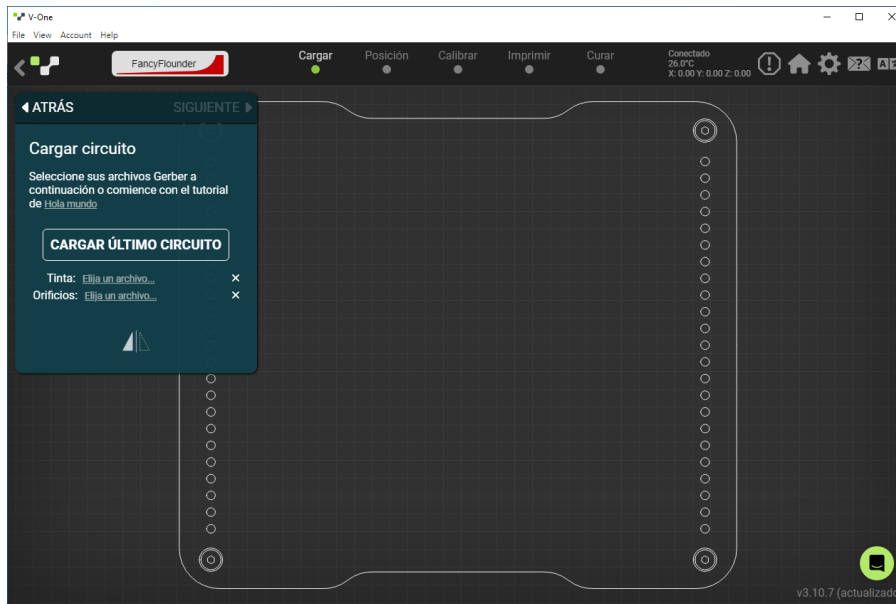 V-One
File View Account Help
FancyFlounder
Cargar
Posición
Calibrar
Imprimir
Curar
Conectado
26.0°C
X: 0.00 Y: 0.00 Z: 0.00
ATRÁS
SIGUIENTE
Cargar circuito
Seleccione sus archivos Gerber a
continuación o comience con el tutorial
de Hola mundo
CARGAR ÚLTIMO CIRCUITO
Tinta: Elija un archivo...
Orificios: Elija un archivo...
v3.10.7 (actualizad